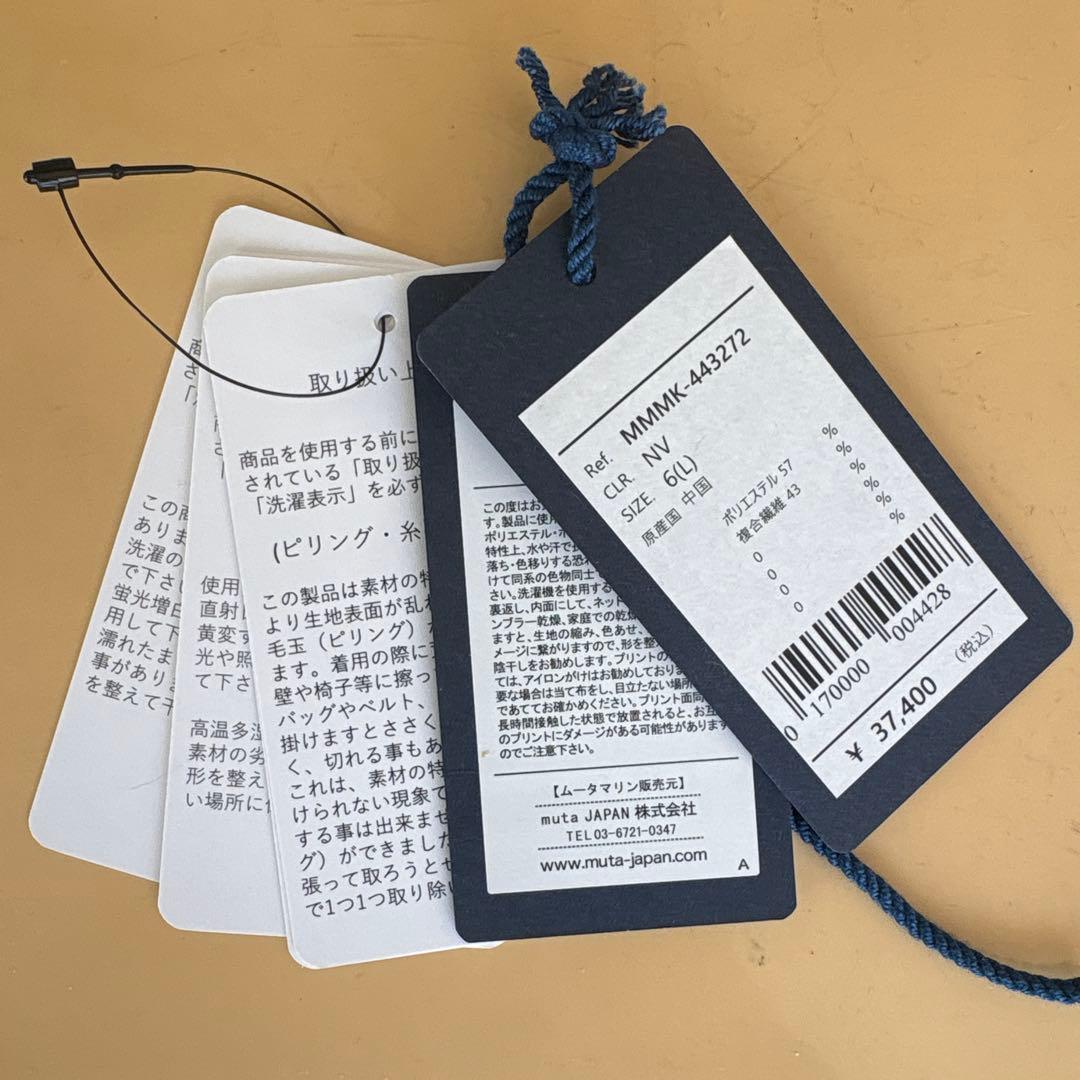 Ref. MMMK-443272
CLR. NV
SIZE. 6(L)
原産国 中国
ポリエステル 57 %
複合繊維 43 %
0 %
0 %
0 %
0
0 170000 004428
¥ 37,400 (税込)
この度はお
す。製品に使用
ポリエステル・
特性上、水や汗で
落ち・色移りする恐れ
けて同系の色物同士
さい。洗濯機を使用する
裏返し、内面にして、ネット
ンブラー乾燥、家庭での乾燥
ますと、生地の縮み、色あせ、
メージに繋がりますので、形を整
陰干しをお勧めします。プリントの
ては、アイロンがけはお勧めしておりま
要な場合は当て布をし、目立たない場所
であててお確かめください。プリント面同
長時間接触した状態で放置されると、お互
のプリントにダメージがある可能性があります
のでご注意下さい。
【ムータマリン販売元】
muta JAPAN 株式会社
TEL 03-6721-0347
www.muta-japan.com
A
取り扱い上
商品を使用する前に
されている「取り扱
「洗濯表示」を必ず
(ピリング・糸
この製品は素材の特
より生地表面が乱れ
毛玉（ピリング）
ます。着用の際に
壁や椅子等に擦っ
バッグやベルト、
掛けますとささく
く、切れる事もあ
これは、素材の特
けられない現象で
する事は出来ませ
グ）ができました
張って取ろうとせ
で1つ1つ取り除い
使用
直射
黄変す
光や照
て下さ
高温多湿
素材の劣
形を整え
い場所に
この商
ありま
洗濯の
で下さい
蛍光増白
用して下
濡れたま
事があり
を整えて干